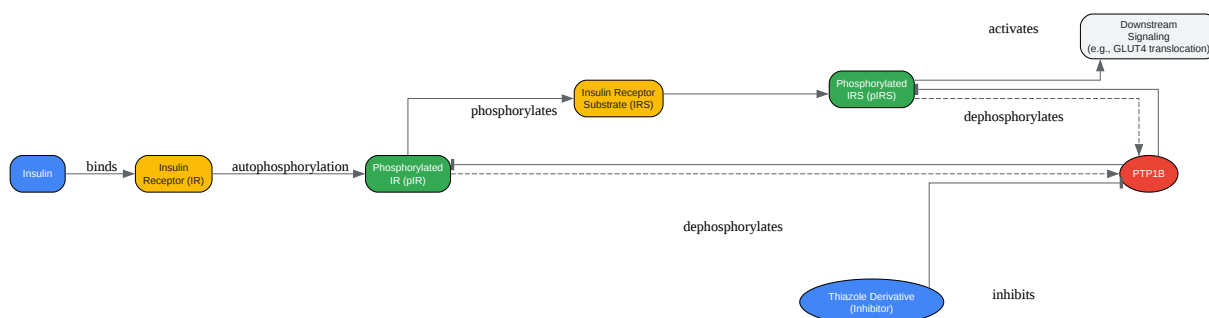 activates
Downstream
Signaling
(e.g., GLUT4 translocation)
Phosphorylated
IRS (pIRS)
Insulin Receptor
Substrate (IRS)
phosphorylates
dephosphorylates
Insulin
binds
Insulin
Receptor (IR)
autophosphorylation
Phosphorylated
IR (pIR)
PTP1B
dephosphorylates
Thiazole Derivative
(Inhibitor)
inhibits